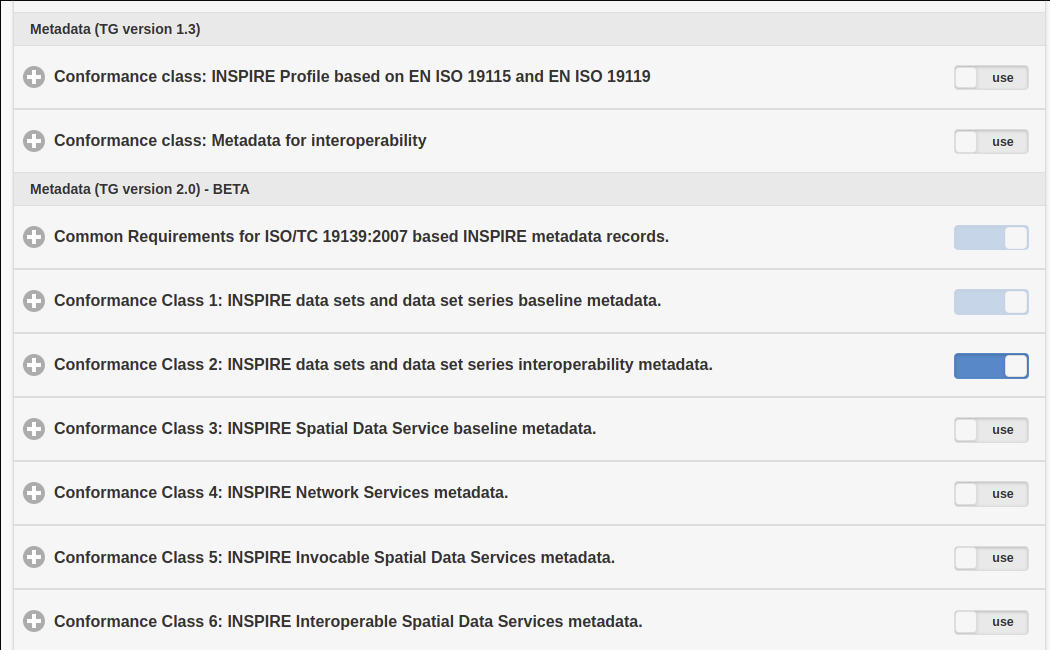 Metadata (TG version 1.3)
Conformance class: INSPIRE Profile based on EN ISO 19115 and EN ISO 19119
use
Conformance class: Metadata for interoperability
use
Metadata (TG version 2.0) - BETA
Common Requirements for ISO/TC 19139:2007 based INSPIRE metadata records.
Conformance Class 1: INSPIRE data sets and data set series baseline metadata.
Conformance Class 2: INSPIRE data sets and data set series interoperability metadata.
Conformance Class 3: INSPIRE Spatial Data Service baseline metadata.
use
Conformance Class 4: INSPIRE Network Services metadata.
use
Conformance Class 5: INSPIRE Invocable Spatial Data Services metadata.
use
Conformance Class 6: INSPIRE Interoperable Spatial Data Services metadata.
use